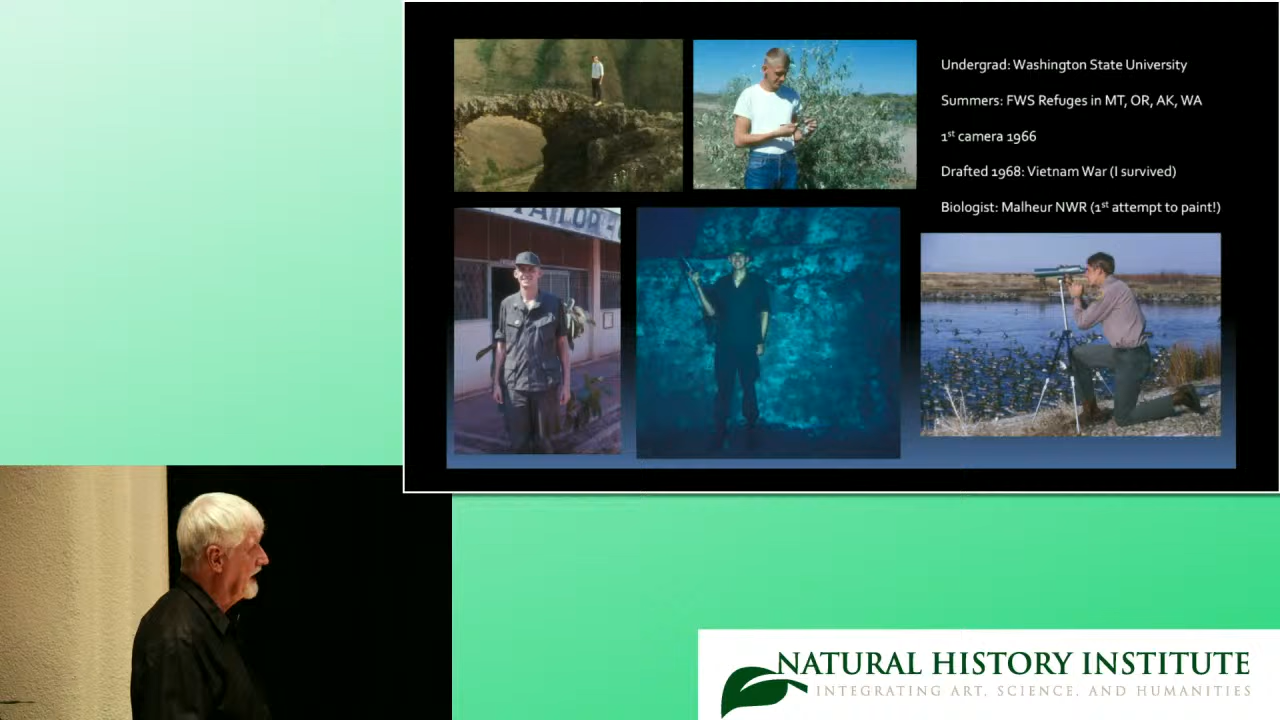 Undergrad: Washington State University
Summers: FWS Refuges in MT, OR, AK, WA
1st camera 1966
Drafted 1968: Vietnam War (I survived)
Biologist: Malheur NWR (1st attempt to paint!)
TAILOR
NATURAL HISTORY INSTITUTE
INTEGRATING ART, SCIENCE, AND HUMANITIES